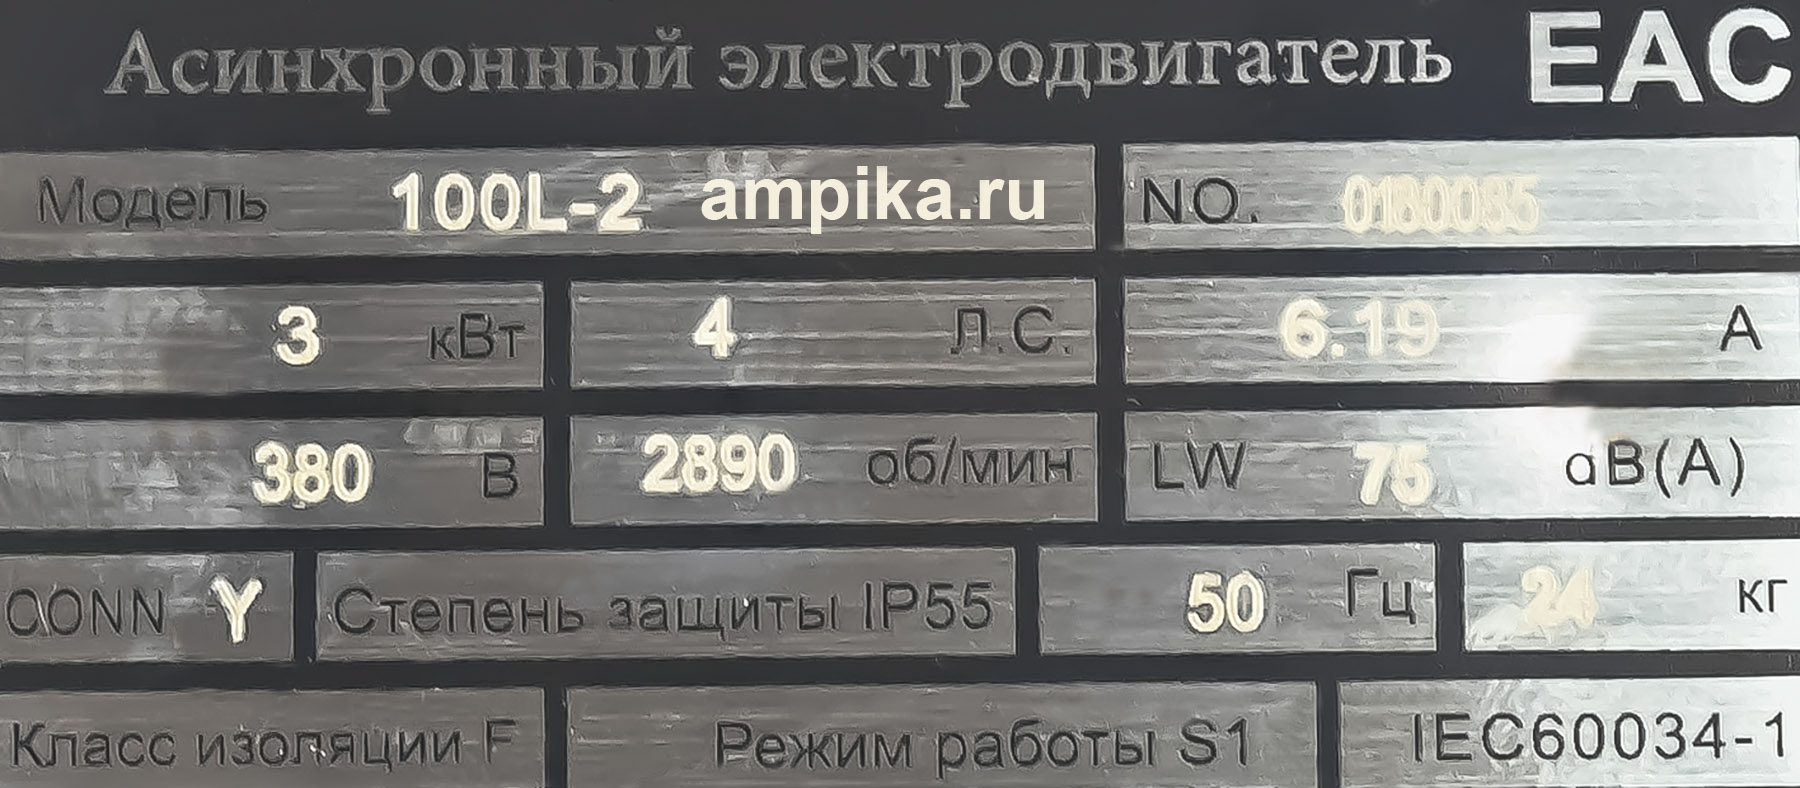 Асинхронный электродвигатель EAC
Модель 100L-2 ampika.ru NO.
3 кВт 4 Л.С. 6.19 А
380 В 2890 об/мин LW 75 dB(A)
CONN Y Степень защиты IP55 50 Гц 24 кг
Класс изоляции F Режим работы S1 IEC60034-1